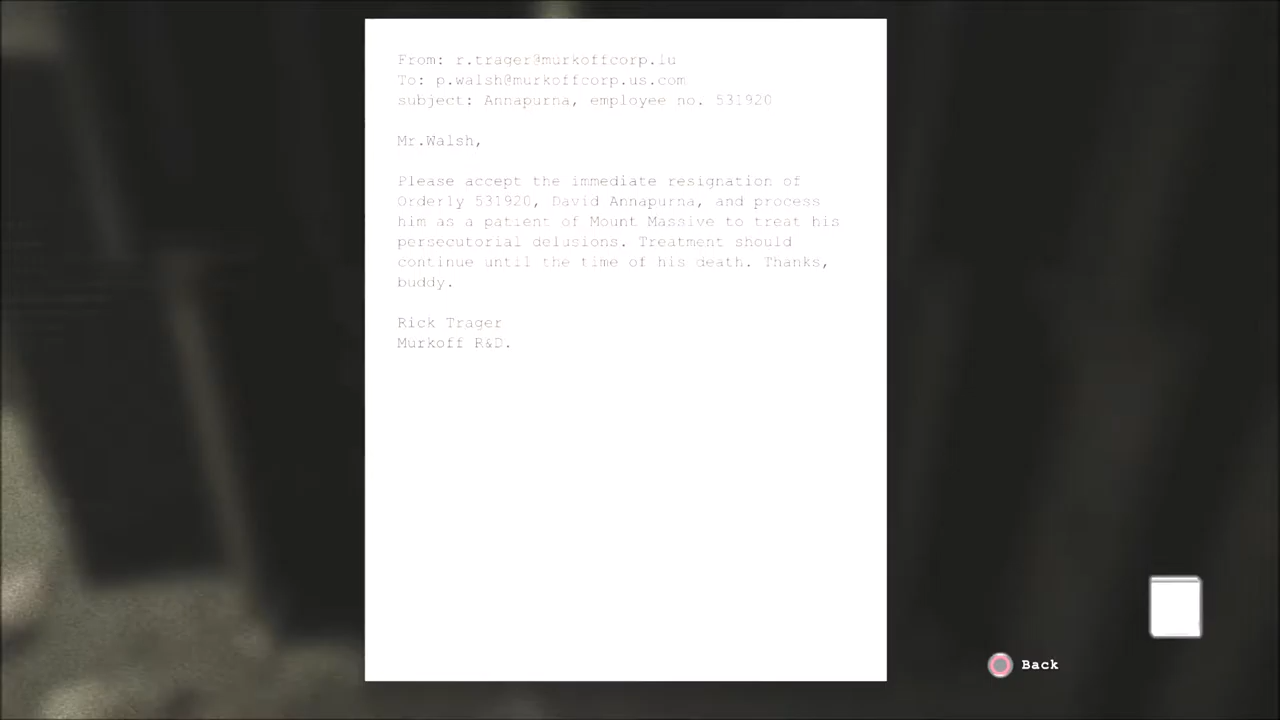 From: r.trager@murkoffcorp.lu
To: p.walsh@murkoffcorp.us.com
subject: Annapurna, employee no. 531920
Mr.Walsh,
Please accept the immediate resignation of
Orderly 531920, David Annapurna, and process
him as a patient of Mount Massive to treat his
persecutorial delusions. Treatment should
continue until the time of his death. Thanks,
buddy.
Rick Trager
Murkoff R&D.
Back